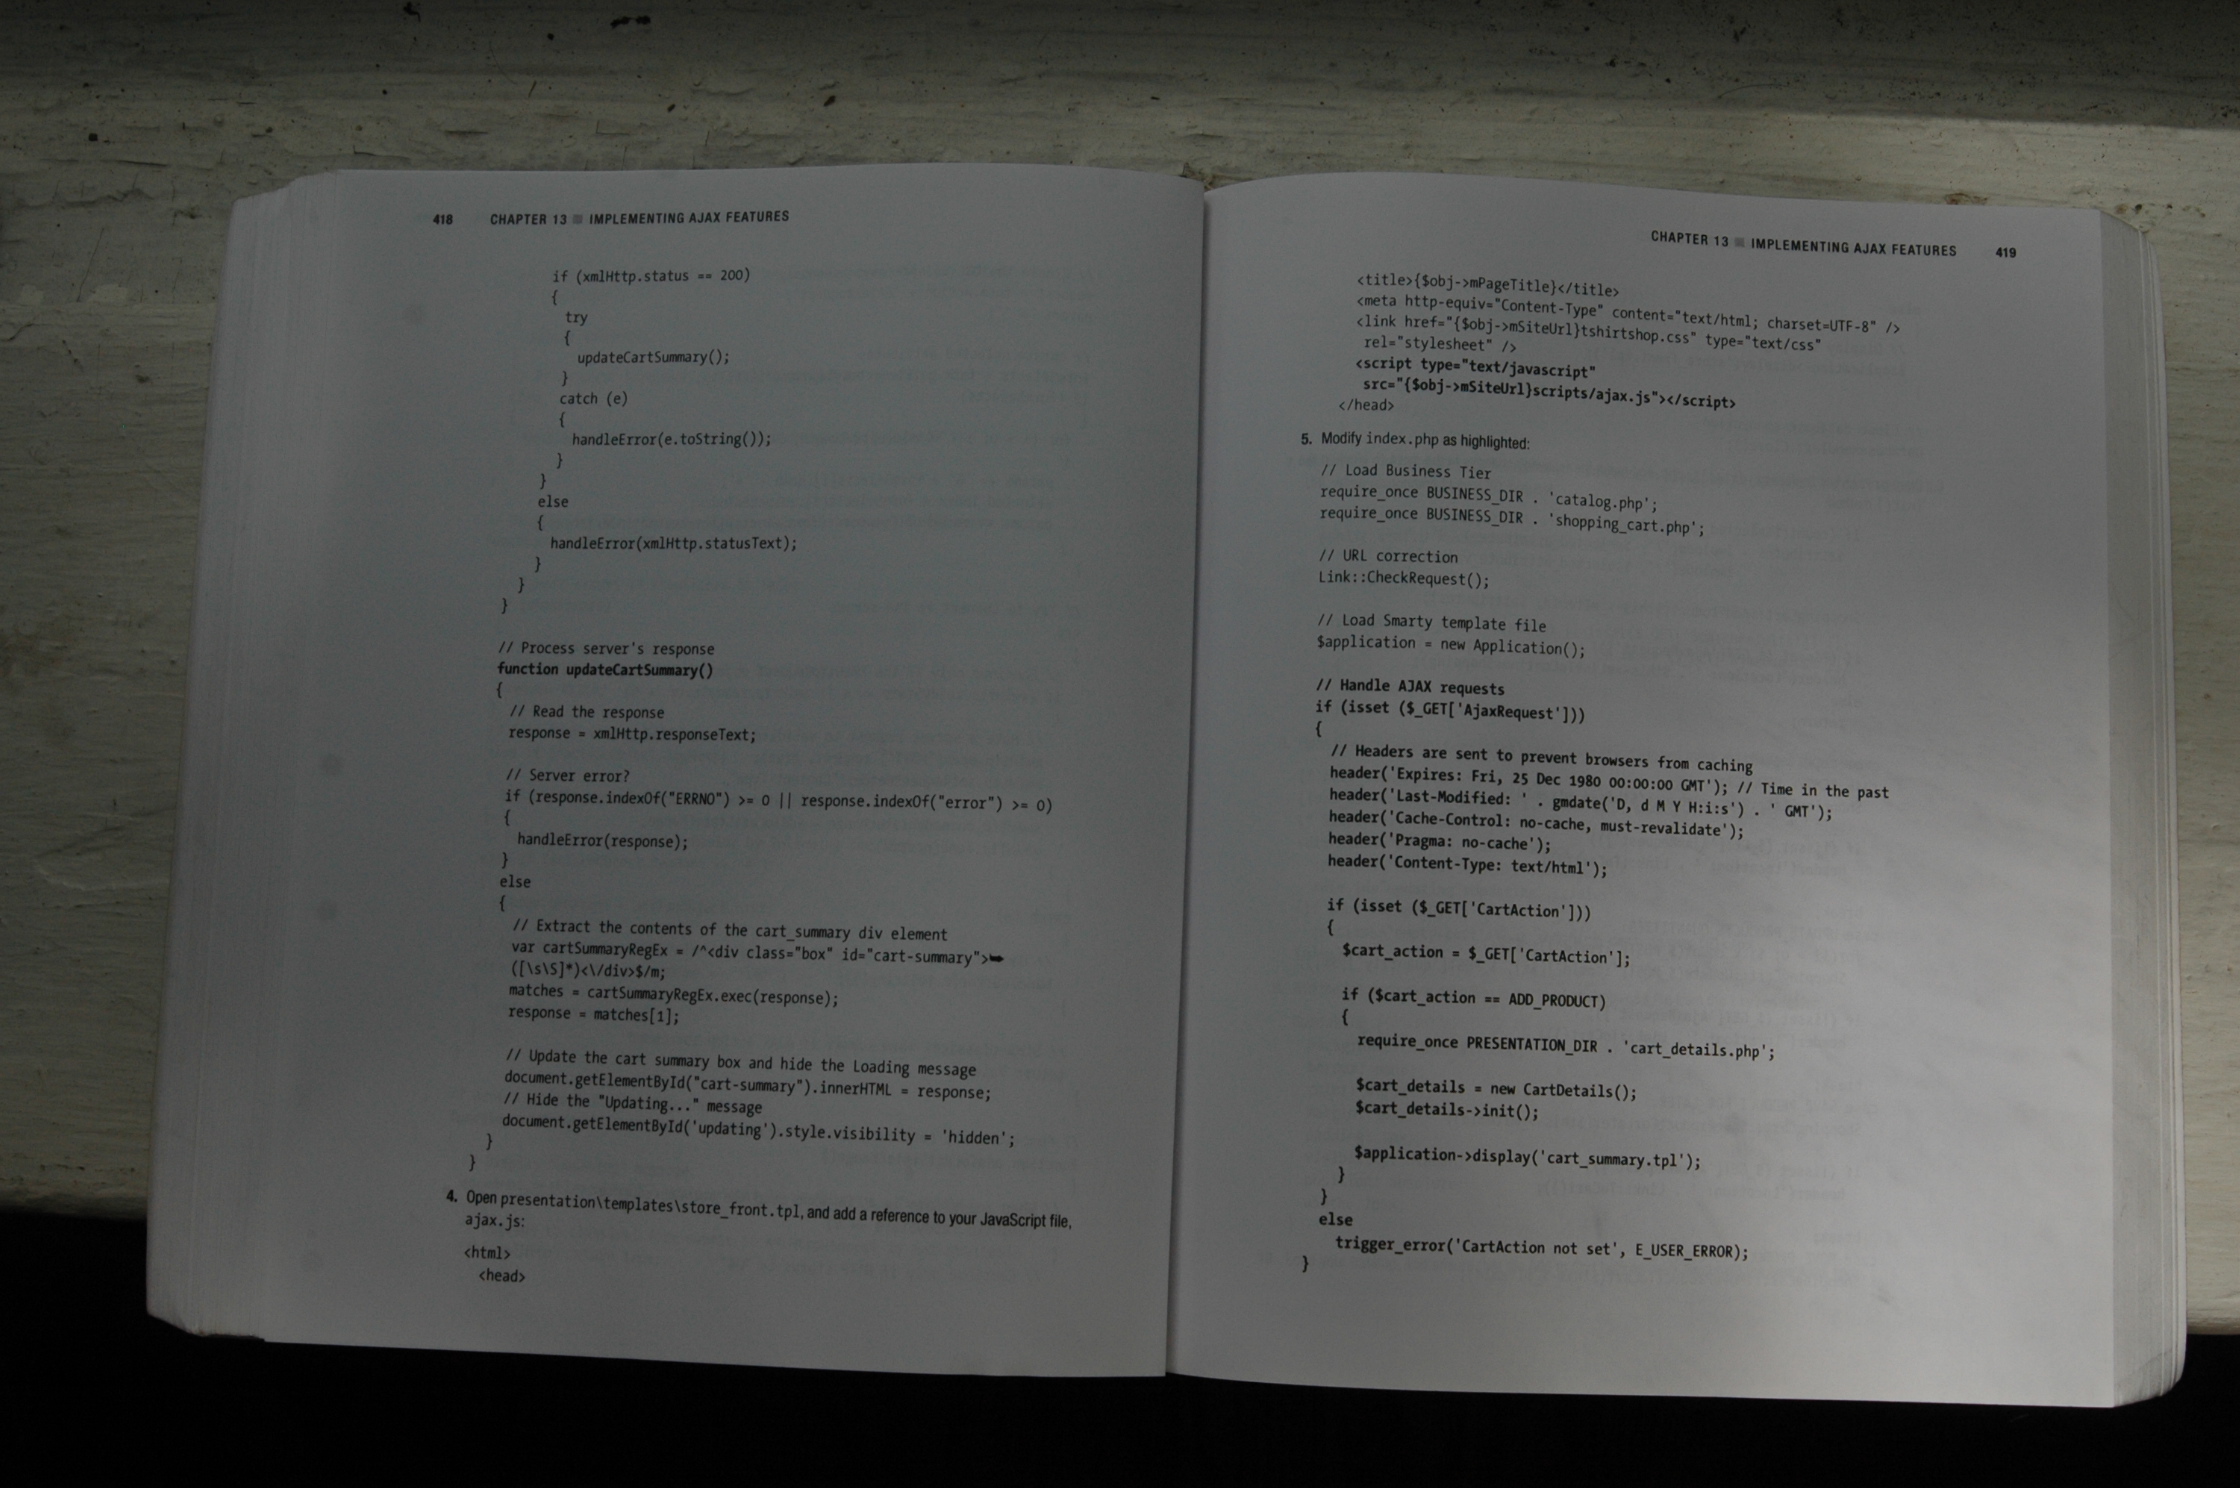 418 CHAPTER 13 ■ IMPLEMENTING AJAX FEATURES
if (xmlHttp.status == 200)
{
try
{
updateCartSummary();
}
catch (e)
{
handleError(e.toString());
}
}
else
{
handleError(xmlHttp.statusText);
}
}
}
// Process server's response
function updateCartSummary()
{
// Read the response
response = xmlHttp.responseText;
// Server error?
if (response.indexOf("ERRNO") >= 0 || response.indexOf("error") >= 0)
{
handleError(response);
}
else
{
// Extract the contents of the cart_summary div element
var cartSummaryRegEx = /^<div class="box" id="cart-summary">➥
([\s\S]*)<\/div>$/m;
matches = cartSummaryRegEx.exec(response);
response = matches[1];
// Update the cart summary box and hide the Loading message
document.getElementById("cart-summary").innerHTML = response;
// Hide the "Updating..." message
document.getElementById('updating').style.visibility = 'hidden';
}
}
4. Open presentation\templates\store_front.tpl, and add a reference to your JavaScript file,
ajax.js:
<html>
<head>
CHAPTER 13 ■ IMPLEMENTING AJAX FEATURES 419
<title>{$obj->mPageTitle}</title>
<meta http-equiv="Content-Type" content="text/html; charset=UTF-8" />
<link href="{$obj->mSiteUrl}tshirtshop.css" type="text/css"
rel="stylesheet" />
<script type="text/javascript"
src="{$obj->mSiteUrl}scripts/ajax.js"></script>
</head>
5. Modify index.php as highlighted:
// Load Business Tier
require_once BUSINESS_DIR . 'catalog.php';
require_once BUSINESS_DIR . 'shopping_cart.php';
// URL correction
Link::CheckRequest();
// Load Smarty template file
$application = new Application();
// Handle AJAX requests
if (isset ($_GET['AjaxRequest']))
{
// Headers are sent to prevent browsers from caching
header('Expires: Fri, 25 Dec 1980 00:00:00 GMT'); // Time in the past
header('Last-Modified: ' . gmdate('D, d M Y H:i:s') . ' GMT');
header('Cache-Control: no-cache, must-revalidate');
header('Pragma: no-cache');
header('Content-Type: text/html');
if (isset ($_GET['CartAction']))
{
$cart_action = $_GET['CartAction'];
if ($cart_action == ADD_PRODUCT)
{
require_once PRESENTATION_DIR . 'cart_details.php';
$cart_details = new CartDetails();
$cart_details->init();
$application->display('cart_summary.tpl');
}
}
else
trigger_error('CartAction not set', E_USER_ERROR);
}